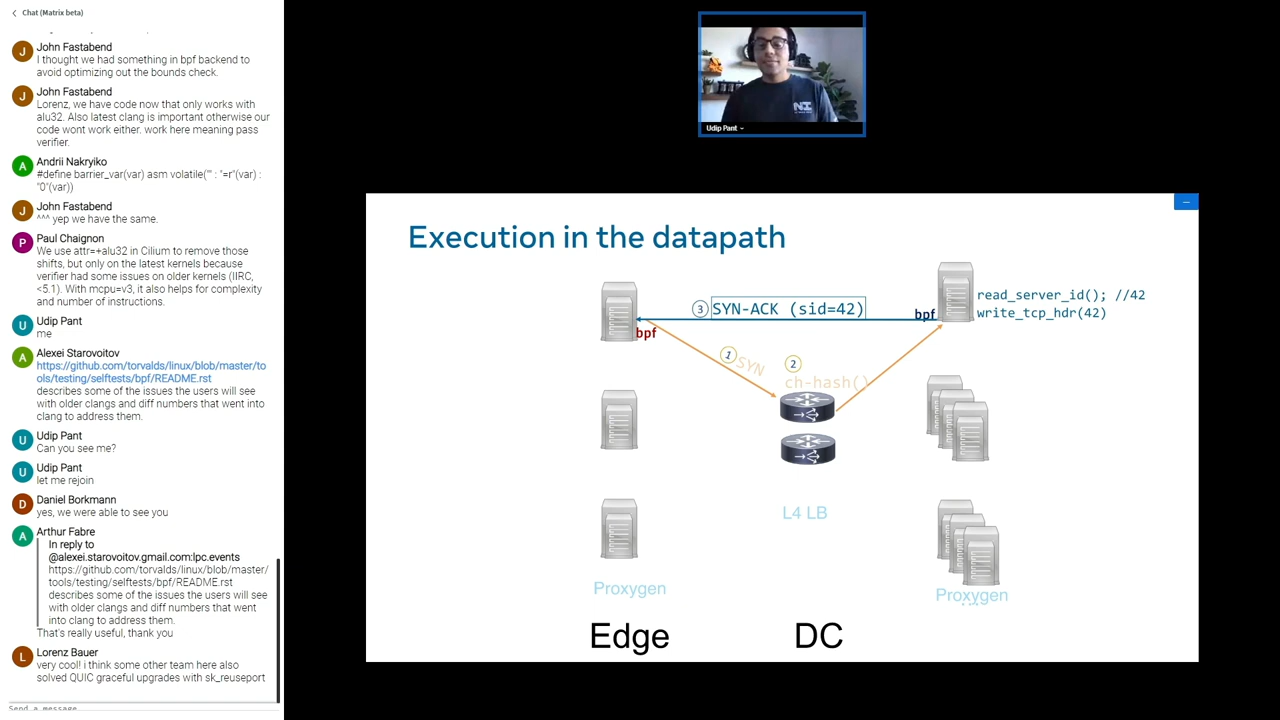 Chat (Matrix beta)
John Fastabend
I thought we had something in bpf backend to
avoid optimizing out the bounds check.
John Fastabend
Lorenz, we have code now that only works with
alu32. Also latest clang is important otherwise our
code wont work either. work here meaning pass
verifier.
Andrii Nakryiko
#define barrier_var(var) asm volatile("" : "=r"(var) :
"0"(var))
John Fastabend
^^^ yep we have the same.
Paul Chaignon
We use attr=+alu32 in Cilium to remove those
shifts, but only on the latest kernels because
verifier had some issues on older kernels (IIRC,
<5.1). With mcpu=v3, it also helps for complexity
and number of instructions.
Udip Pant
me
Alexei Starovoitov
https://github.com/torvalds/linux/blob/master/to
ols/testing/selftests/bpf/README.rst
describes some of the issues the users will see
with older clangs and diff numbers that went into
clang to address them.
Udip Pant
Can you see me?
Udip Pant
let me rejoin
Daniel Borkmann
yes, we were able to see you
Arthur Fabre
In reply to
@alexei.starovoitov.gmail.com:lpc.events
https://github.com/torvalds/linux/blob/master/
tools/testing/selftests/bpf/README.rst
describes some of the issues the users will see
with older clangs and diff numbers that went
into clang to address them.
That's really useful, thank you
Lorenz Bauer
very cool! i think some other team here also
solved QUIC graceful upgrades with sk_reuseport
Send a message
Udip Pant
Execution in the datapath
read_server_id(); //42
write_tcp_hdr(42)
3 SYN-ACK (sid=42)
bpf
bpf
1 SYN
2
ch-hash()
L4 LB
Proxygen
Proxygen
Edge
DC